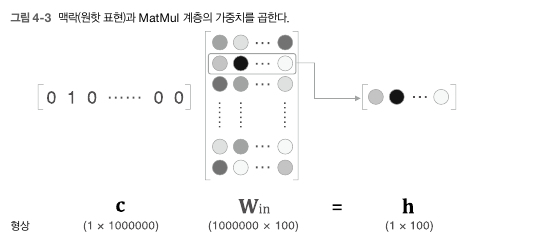 그림 4-3 맥락(원핫 표현)과 MatMul 계층의 가중치를 곱한다.
[ 0 1 0 ⋯⋯ 0 0 ]
c W_in = h
형상 (1 × 1000000) (1000000 × 100) (1 × 100)